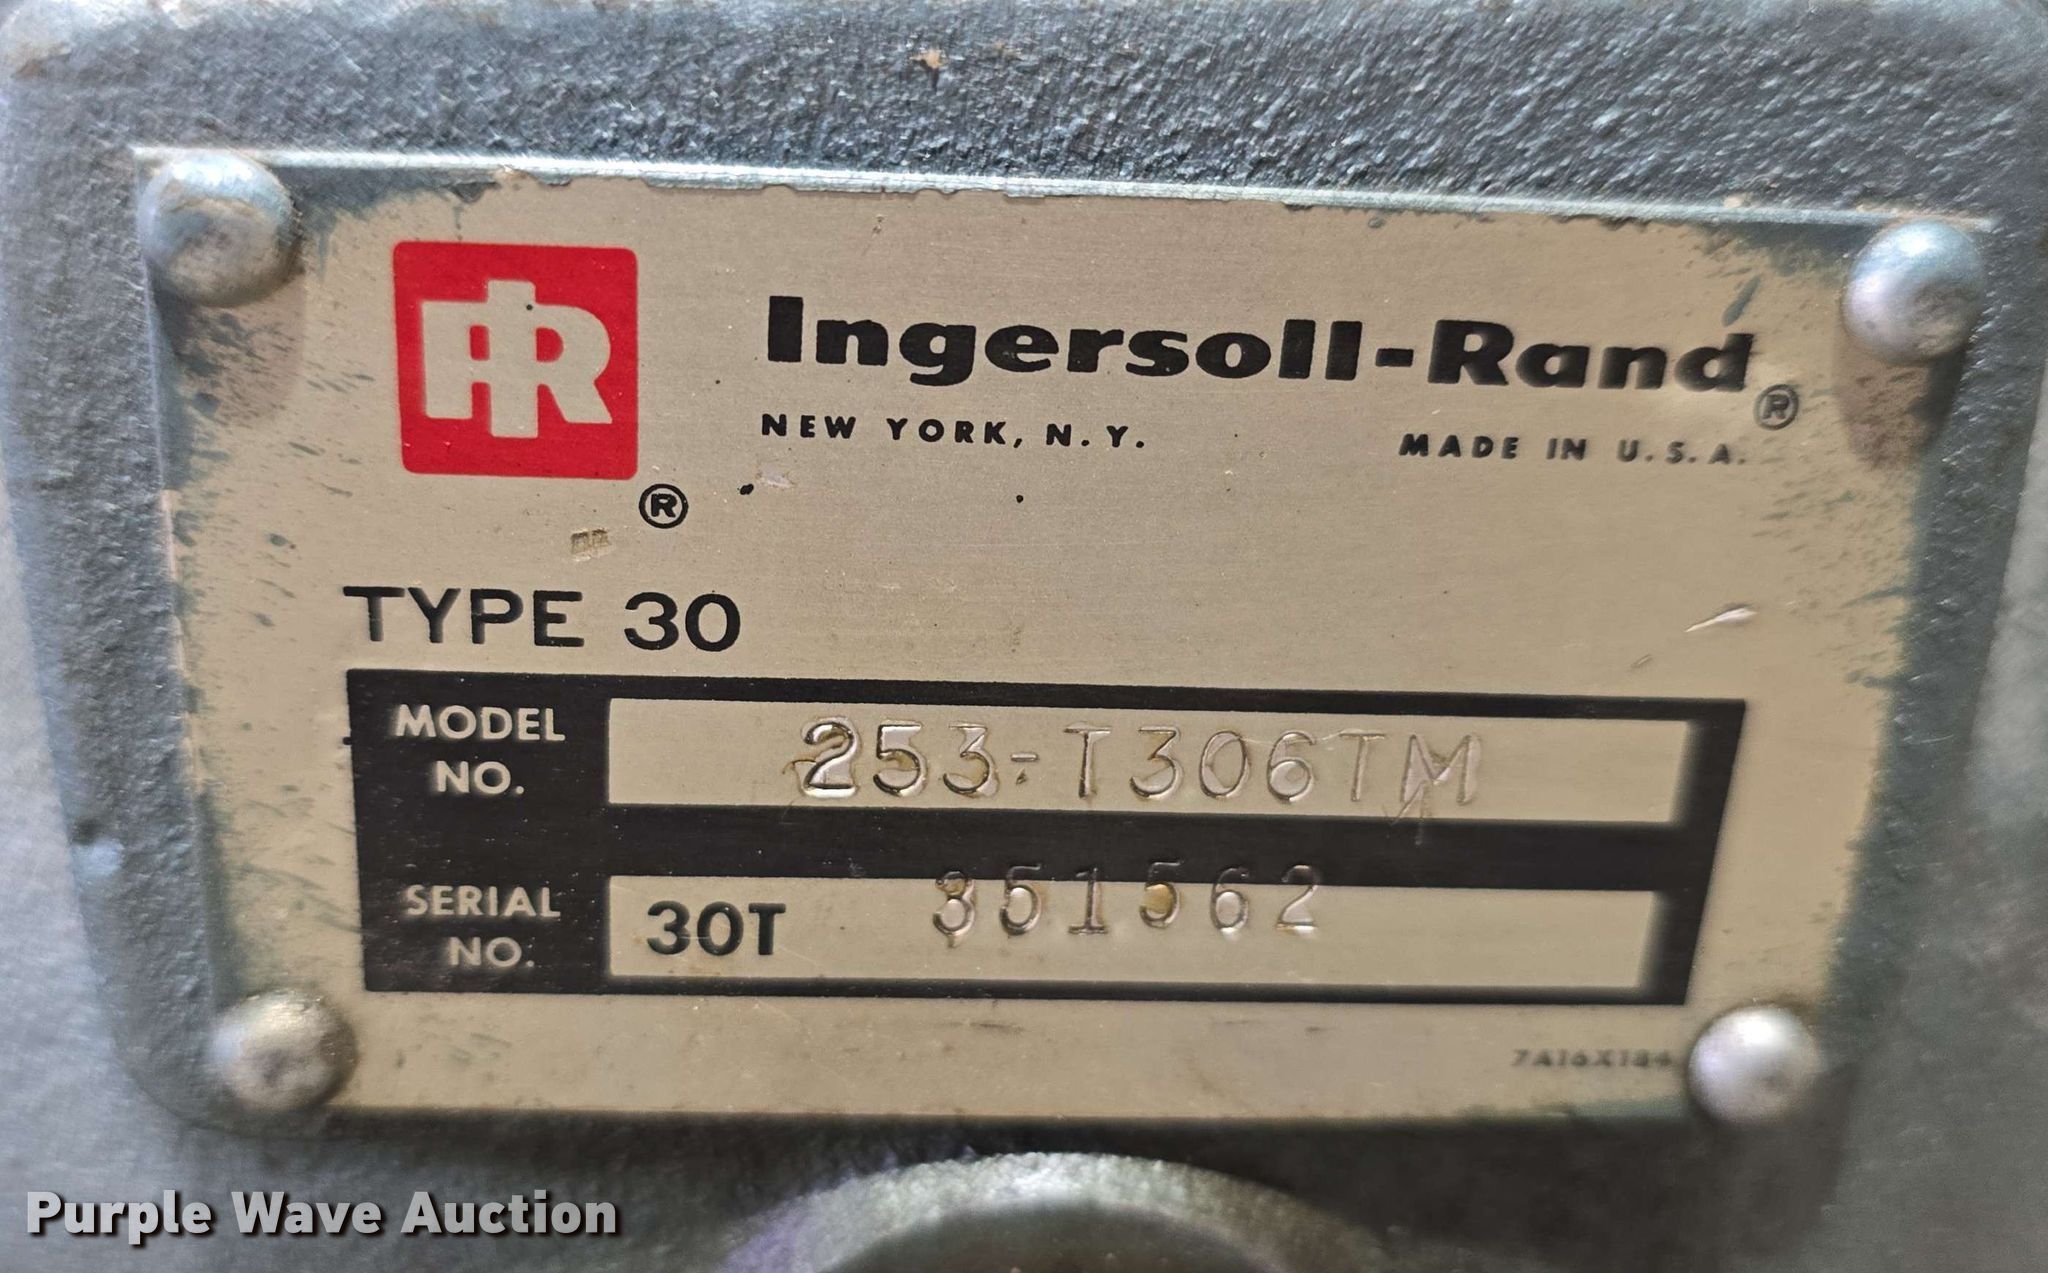 IR
®
Ingersoll-Rand®
NEW YORK, N.Y. MADE IN U.S.A.
TYPE 30
MODEL NO. 253-T306TM
SERIAL NO. 30T 351562
7A16X184
Purple Wave Auction